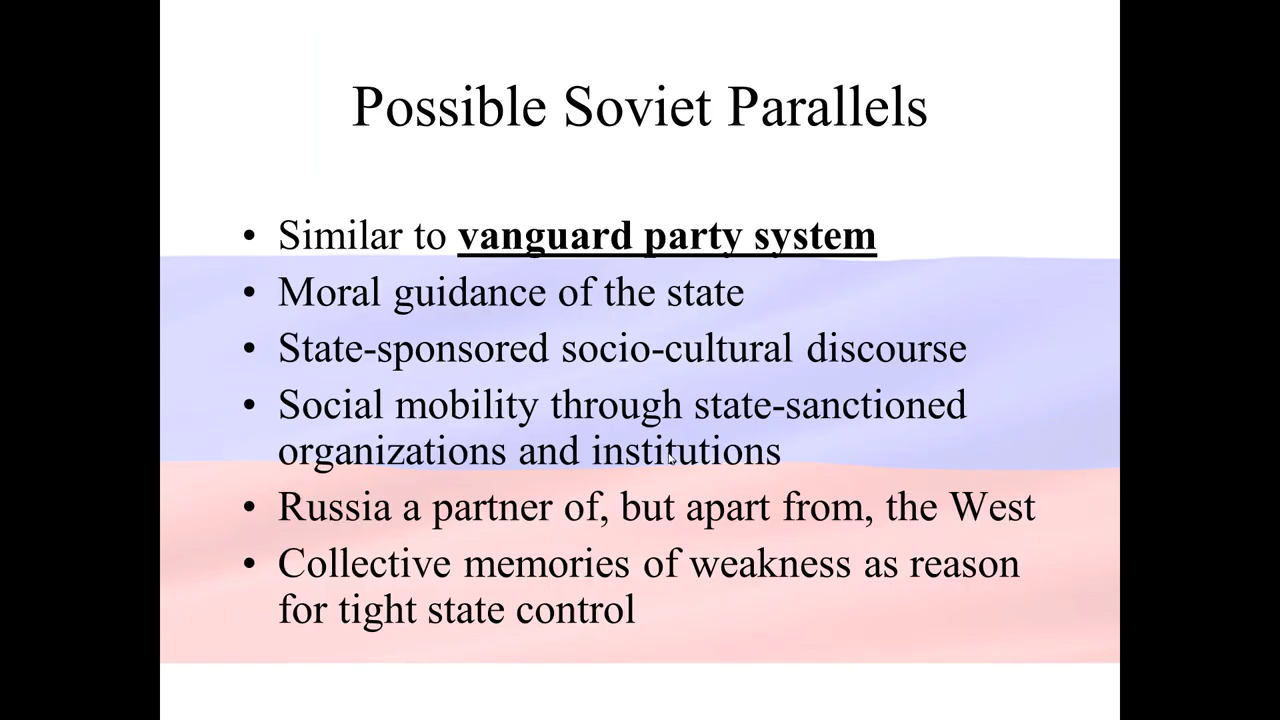 Possible Soviet Parallels
• Similar to vanguard party system
• Moral guidance of the state
• State-sponsored socio-cultural discourse
• Social mobility through state-sanctioned
organizations and institutions
• Russia a partner of, but apart from, the West
• Collective memories of weakness as reason
for tight state control